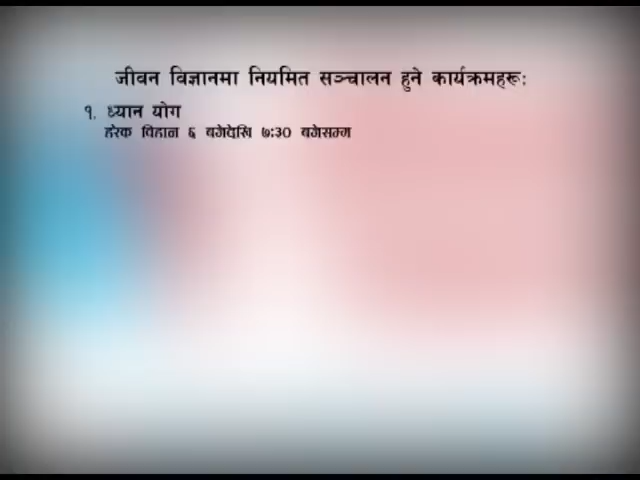 जीवन विज्ञानमा नियमित सञ्चालन हुने कार्यक्रमहरू:
१. ध्यान योग
हरेक विहान ६ बजेदेखि ७:३० बजेसम्म